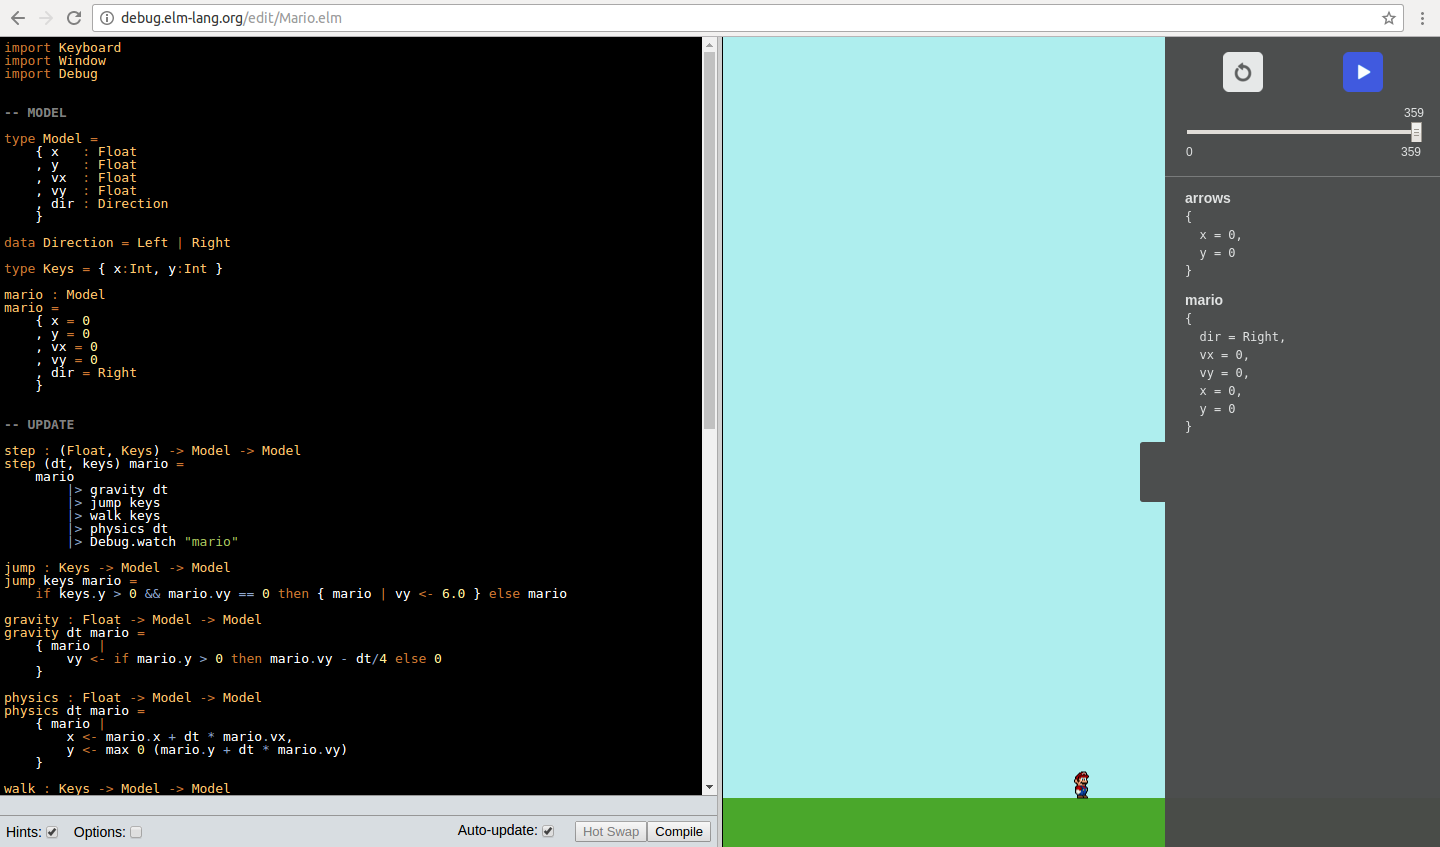 debug.elm-lang.org/edit/Mario.elm
import Keyboard
import Window
import Debug
-- MODEL
type Model =
    { x   : Float
    , y   : Float
    , vx  : Float
    , vy  : Float
    , dir : Direction
    }
data Direction = Left | Right
type Keys = { x:Int, y:Int }
mario : Model
mario =
    { x = 0
    , y = 0
    , vx = 0
    , vy = 0
    , dir = Right
    }
-- UPDATE
step : (Float, Keys) -> Model -> Model
step (dt, keys) mario =
    mario
        |> gravity dt
        |> jump keys
        |> walk keys
        |> physics dt
        |> Debug.watch "mario"
jump : Keys -> Model -> Model
jump keys mario =
    if keys.y > 0 && mario.vy == 0 then { mario | vy <- 6.0 } else mario
gravity : Float -> Model -> Model
gravity dt mario =
    { mario |
        vy <- if mario.y > 0 then mario.vy - dt/4 else 0
    }
physics : Float -> Model -> Model
physics dt mario =
    { mario |
        x <- mario.x + dt * mario.vx,
        y <- max 0 (mario.y + dt * mario.vy)
    }
walk : Keys -> Model -> Model
Hints:
Options:
Auto-update:
Hot Swap
Compile
359
0
359
arrows
{
  x = 0,
  y = 0
}
mario
{
  dir = Right,
  vx = 0,
  vy = 0,
  x = 0,
  y = 0
}